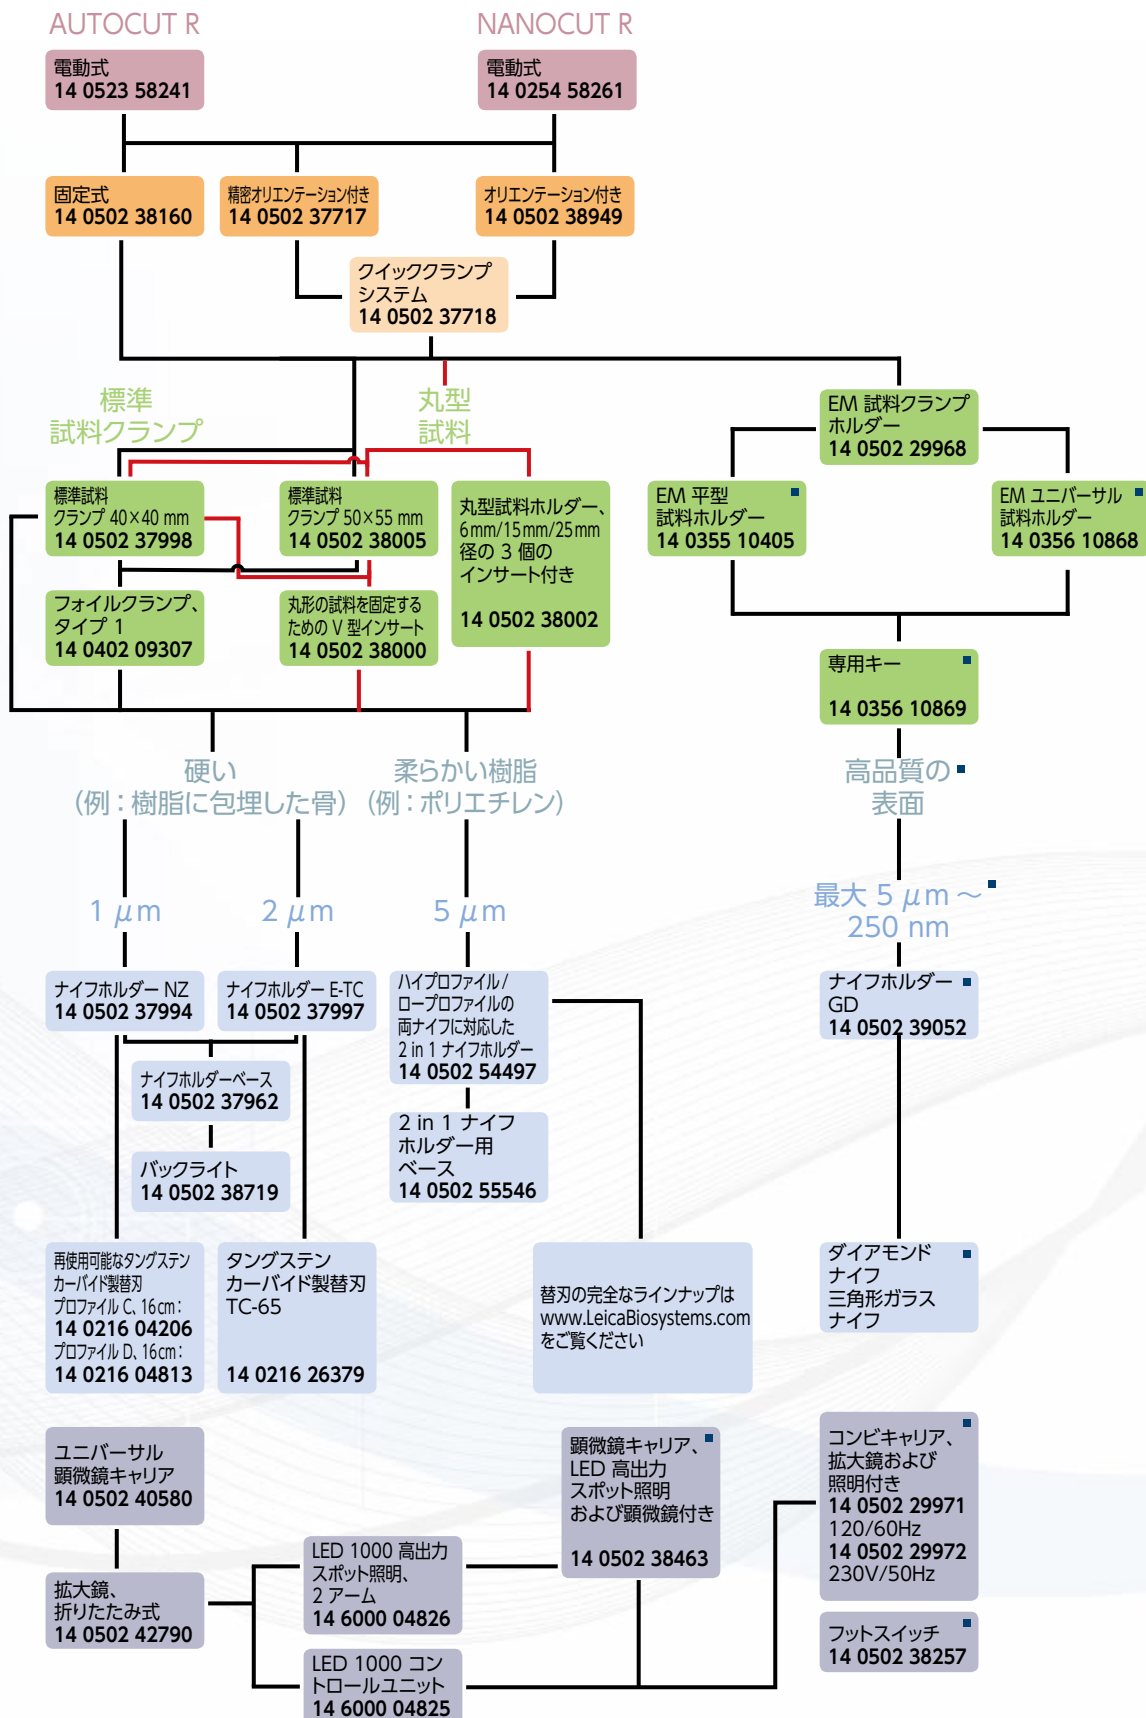 AUTOCUT R
NANOCUT R
電動式
14 0523 58241
電動式
14 0254 58261
固定式
14 0502 38160
精密オリエンテーション付き
14 0502 37717
オリエンテーション付き
14 0502 38949
クイッククランプ
システム
14 0502 37718
標準
試料クランプ
丸型
試料
EM 試料クランプ
ホルダー
14 0502 29968
標準試料
クランプ 40×40 mm
14 0502 37998
標準試料
クランプ 50×55 mm
14 0502 38005
丸型試料ホルダー、
6mm/15mm/25mm
径の 3 個の
インサート付き
14 0502 38002
EM 平型
試料ホルダー
14 0355 10405
EM ユニバーサル
試料ホルダー
14 0356 10868
フォイルクランプ、
タイプ 1
14 0402 09307
丸形の試料を固定する
ための V 型インサート
14 0502 38000
専用キー
14 0356 10869
硬い
（例：樹脂に包埋した骨）
柔らかい樹脂
（例：ポリエチレン）
高品質の
表面
1 μm
2 μm
5 μm
最大 5 μm ～
250 nm
ナイフホルダー NZ
14 0502 37994
ナイフホルダー E-TC
14 0502 37997
ハイプロファイル/
ロープロファイルの
両ナイフに対応した
2 in 1 ナイフホルダー
14 0502 54497
ナイフホルダー
GD
14 0502 39052
ナイフホルダーベース
14 0502 37962
2 in 1 ナイフ
ホルダー用
ベース
14 0502 55546
バックライト
14 0502 38719
再使用可能なタングステン
カーバイド製替刃
プロファイル C、16cm：
14 0216 04206
プロファイル D、16cm：
14 0216 04813
タングステン
カーバイド製替刃
TC-65
14 0216 26379
替刃の完全なラインナップは
www.LeicaBiosystems.com
をご覧ください
ダイアモンド
ナイフ
三角形ガラス
ナイフ
ユニバーサル
顕微鏡キャリア
14 0502 40580
顕微鏡キャリア、
LED 高出力
スポット照明
および顕微鏡付き
14 0502 38463
コンビキャリア、
拡大鏡および
照明付き
14 0502 29971
120/60Hz
14 0502 29972
230V/50Hz
拡大鏡、
折りたたみ式
14 0502 42790
LED 1000 高出力
スポット照明、
2 アーム
14 6000 04826
フットスイッチ
14 0502 38257
LED 1000 コン
トロールユニット
14 6000 04825